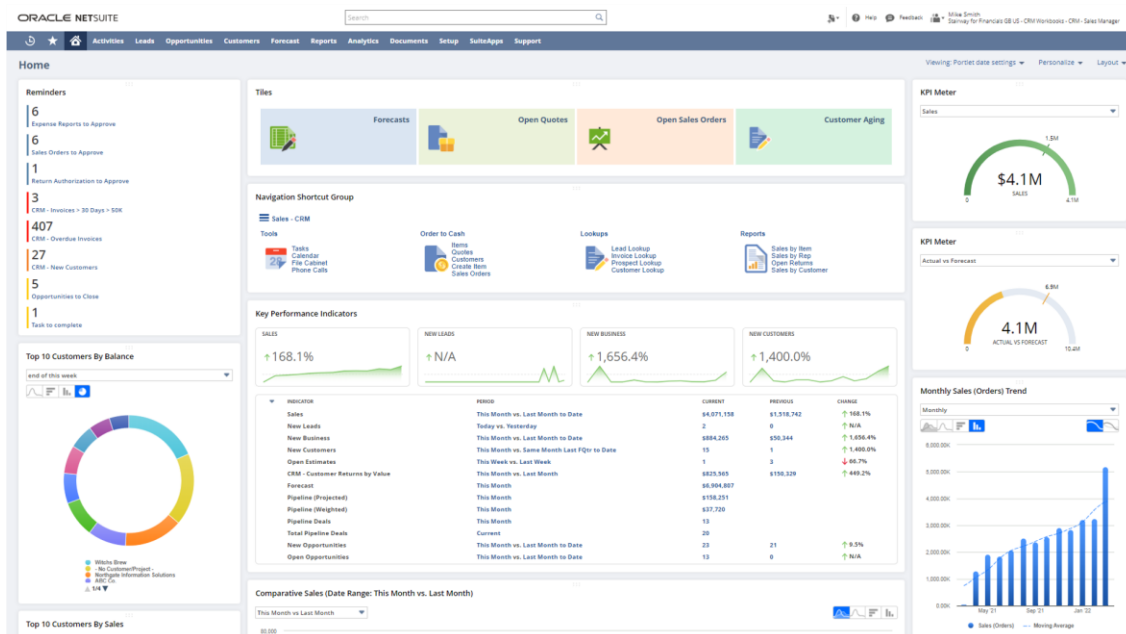 ORACLE NETSUITE
Search
Help
Feedback
Mike Smith
Stairway for Financials GB US - CRM Workbooks - CRM - Sales Manager
Activities Leads Opportunities Customers Forecast Reports Analytics Documents Setup SuiteApps Support
Home
Viewing: Portlet date settings
Personalize
Layout
Reminders
6
Expense Reports to Approve
6
Sales Orders to Approve
1
Return Authorization to Approve
3
CRM - Invoices > 30 Days > 50K
407
CRM - Overdue Invoices
27
CRM - New Customers
5
Opportunities to Close
1
Task to complete
Top 10 Customers By Balance
end of this week
Witchs Brew
- No Customer/Project -
Northgate Information Solutions
ABC Co.
1/4
Top 10 Customers By Sales
Tiles
Forecasts
Open Quotes
Open Sales Orders
Customer Aging
Navigation Shortcut Group
Sales - CRM
Tools
Tasks
Calendar
File Cabinet
Phone Calls
Order to Cash
Items
Quotes
Customers
Create Item
Sales Orders
Lookups
Lead Lookup
Invoice Lookup
Prospect Lookup
Customer Lookup
Reports
Sales by Item
Sales by Rep
Open Returns
Sales by Customer
Key Performance Indicators
SALES
168.1%
NEW LEADS
N/A
NEW BUSINESS
1,656.4%
NEW CUSTOMERS
1,400.0%
INDICATOR PERIOD CURRENT PREVIOUS CHANGE
Sales This Month vs. Last Month to Date $4,071,158 $1,518,742 168.1%
New Leads Today vs. Yesterday 2 0 N/A
New Business This Month vs. Last Month to Date $884,265 $50,344 1,656.4%
New Customers This Month vs. Same Month Last FQtr to Date 15 1 1,400.0%
Open Estimates This Week vs. Last Week 1 3 66.7%
CRM - Customer Returns by Value This Month vs. Last Month $825,565 $150,329 449.2%
Forecast This Month $6,904,807
Pipeline (Projected) This Month $158,251
Pipeline (Weighted) This Month $37,720
Pipeline Deals This Month 13
Total Pipeline Deals Current 20
New Opportunities This Month vs. Last Month to Date 23 21 9.5%
Open Opportunities This Month vs. Last Month to Date 13 0 N/A
Comparative Sales (Date Range: This Month vs. Last Month)
This Month vs Last Month
KPI Meter
Sales
1.5M
$4.1M
SALES
0
4.1M
KPI Meter
Actual vs Forecast
6.9M
4.1M
ACTUAL VS FORECAST
0
10.4M
Monthly Sales (Orders) Trend
Monthly
6,000.00K
5,000.00K
4,000.00K
3,000.00K
2,000.00K
1,000.00K
0.00K
May '21 Sep '21 Jan '22
Sales (Orders) Moving Average